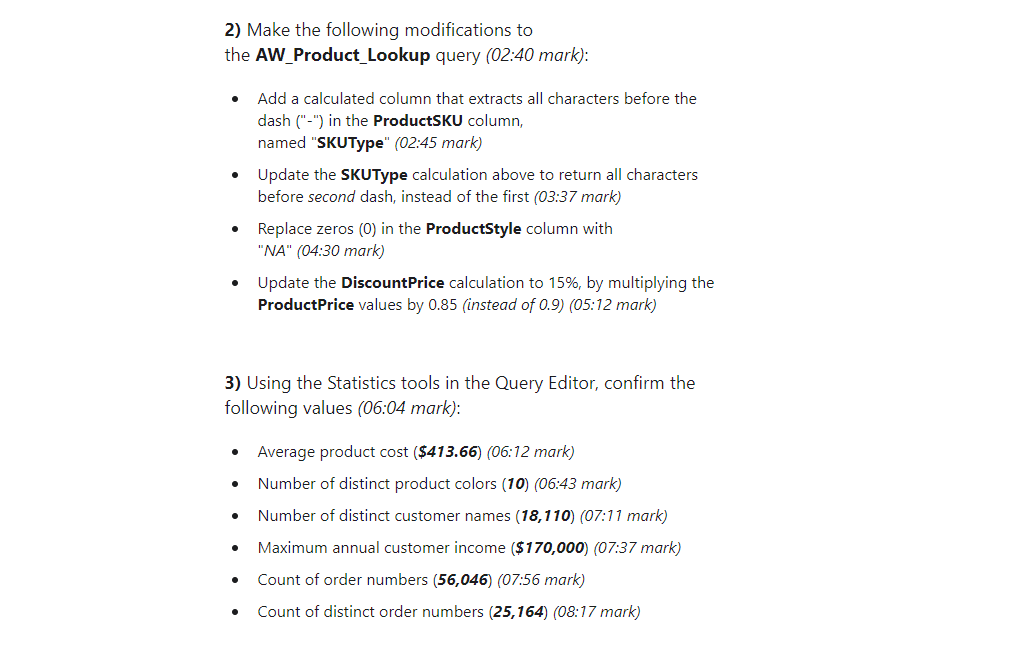 2) Make the following modifications to
the AW_Product_Lookup query (02:40 mark):
• Add a calculated column that extracts all characters before the
dash ("-") in the ProductSKU column,
named "SKUType" (02:45 mark)
• Update the SKUType calculation above to return all characters
before second dash, instead of the first (03:37 mark)
• Replace zeros (0) in the ProductStyle column with
"NA" (04:30 mark)
• Update the DiscountPrice calculation to 15%, by multiplying the
ProductPrice values by 0.85 (instead of 0.9) (05:12 mark)
3) Using the Statistics tools in the Query Editor, confirm the
following values (06:04 mark):
• Average product cost ($413.66) (06:12 mark)
• Number of distinct product colors (10) (06:43 mark)
• Number of distinct customer names (18,110) (07:11 mark)
• Maximum annual customer income ($170,000) (07:37 mark)
• Count of order numbers (56,046) (07:56 mark)
• Count of distinct order numbers (25,164) (08:17 mark)